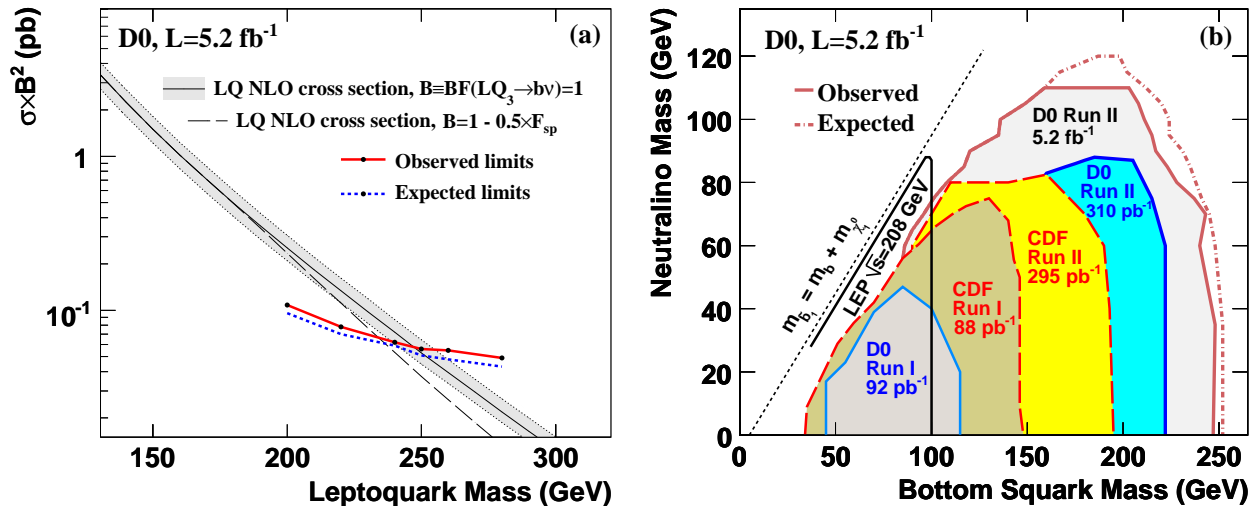 D0, L=5.2 fb⁻¹
(a)
σ×B² (pb)
LQ NLO cross section, B≡BF(LQ₃→bν)=1
LQ NLO cross section, B=1 - 0.5×Fsp
Observed limits
Expected limits
1
10⁻¹
150 200 250 300
Leptoquark Mass (GeV)
D0, L=5.2 fb⁻¹
(b)
Neutralino Mass (GeV)
120
100
80
60
40
20
0
Observed
Expected
D0 Run II
5.2 fb⁻¹
D0
Run II
310 pb⁻¹
CDF
Run II
295 pb⁻¹
CDF
Run I
88 pb⁻¹
D0
Run I
92 pb⁻¹
LEP √s=208 GeV
m_b̃₁ = m_b + m_χ̃₁⁰
0 50 100 150 200 250
Bottom Squark Mass (GeV)